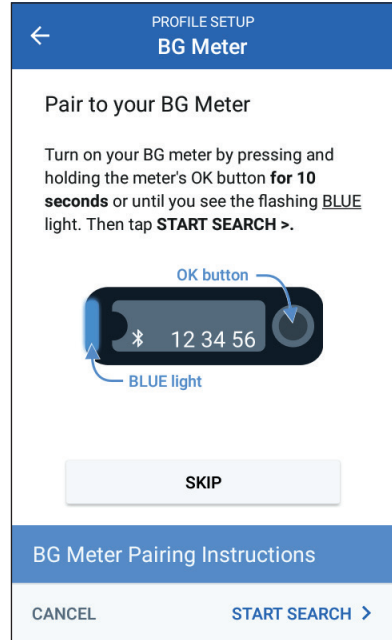 PROFILE SETUP
BG Meter
Pair to your BG Meter
Turn on your BG meter by pressing and
holding the meter's OK button for 10
seconds or until you see the flashing BLUE
light. Then tap START SEARCH >.
OK button
12 34 56
BLUE light
SKIP
BG Meter Pairing Instructions
CANCEL
START SEARCH >